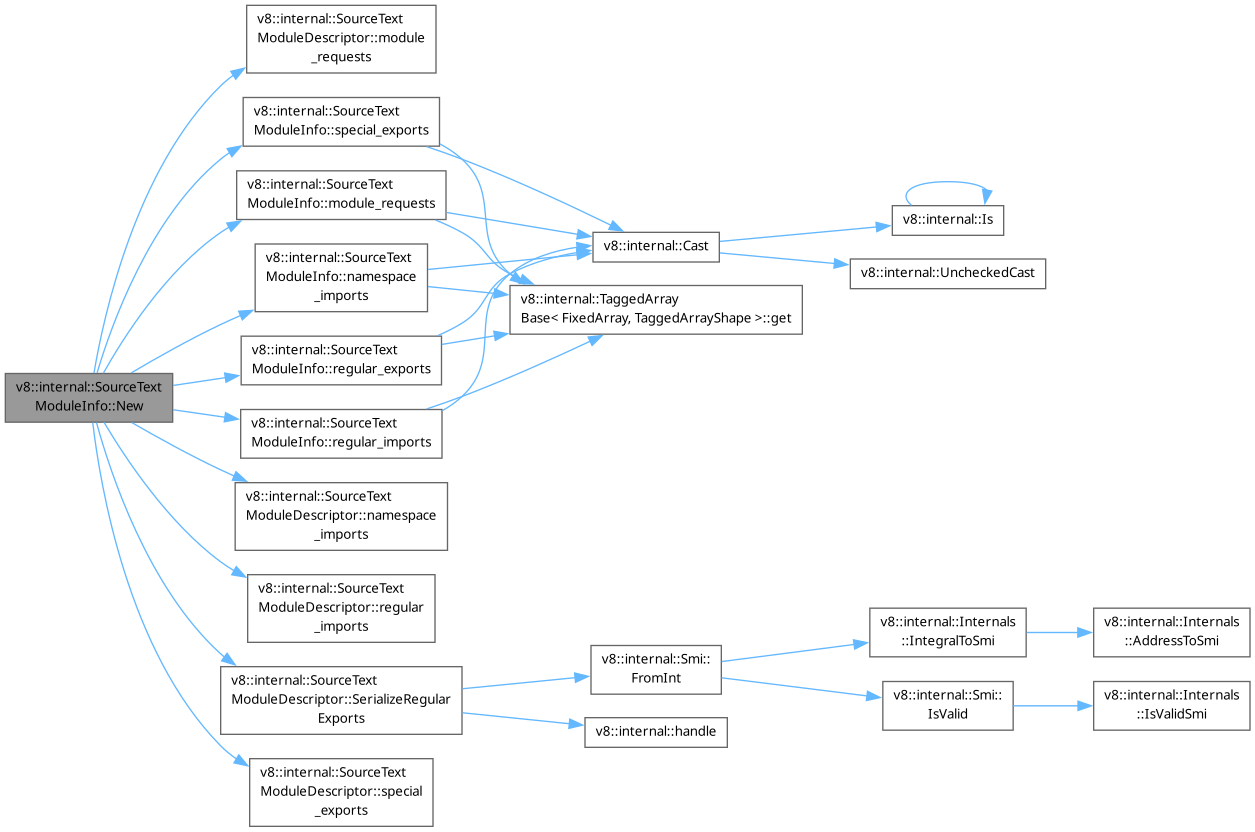 v8::internal::SourceText
ModuleDescriptor::module
_requests
v8::internal::SourceText
ModuleInfo::special_exports
v8::internal::SourceText
ModuleInfo::module_requests
v8::internal::SourceText
ModuleInfo::namespace
_imports
v8::internal::SourceText
ModuleInfo::regular_exports
v8::internal::SourceText
ModuleInfo::New
v8::internal::SourceText
ModuleInfo::regular_imports
v8::internal::SourceText
ModuleDescriptor::namespace
_imports
v8::internal::SourceText
ModuleDescriptor::regular
_imports
v8::internal::SourceText
ModuleDescriptor::SerializeRegular
Exports
v8::internal::SourceText
ModuleDescriptor::special
_exports
v8::internal::Cast
v8::internal::TaggedArray
Base< FixedArray, TaggedArrayShape >::get
v8::internal::Is
v8::internal::UncheckedCast
v8::internal::Smi::
FromInt
v8::internal::handle
v8::internal::Internals
::IntegralToSmi
v8::internal::Smi::
IsValid
v8::internal::Internals
::AddressToSmi
v8::internal::Internals
::IsValidSmi